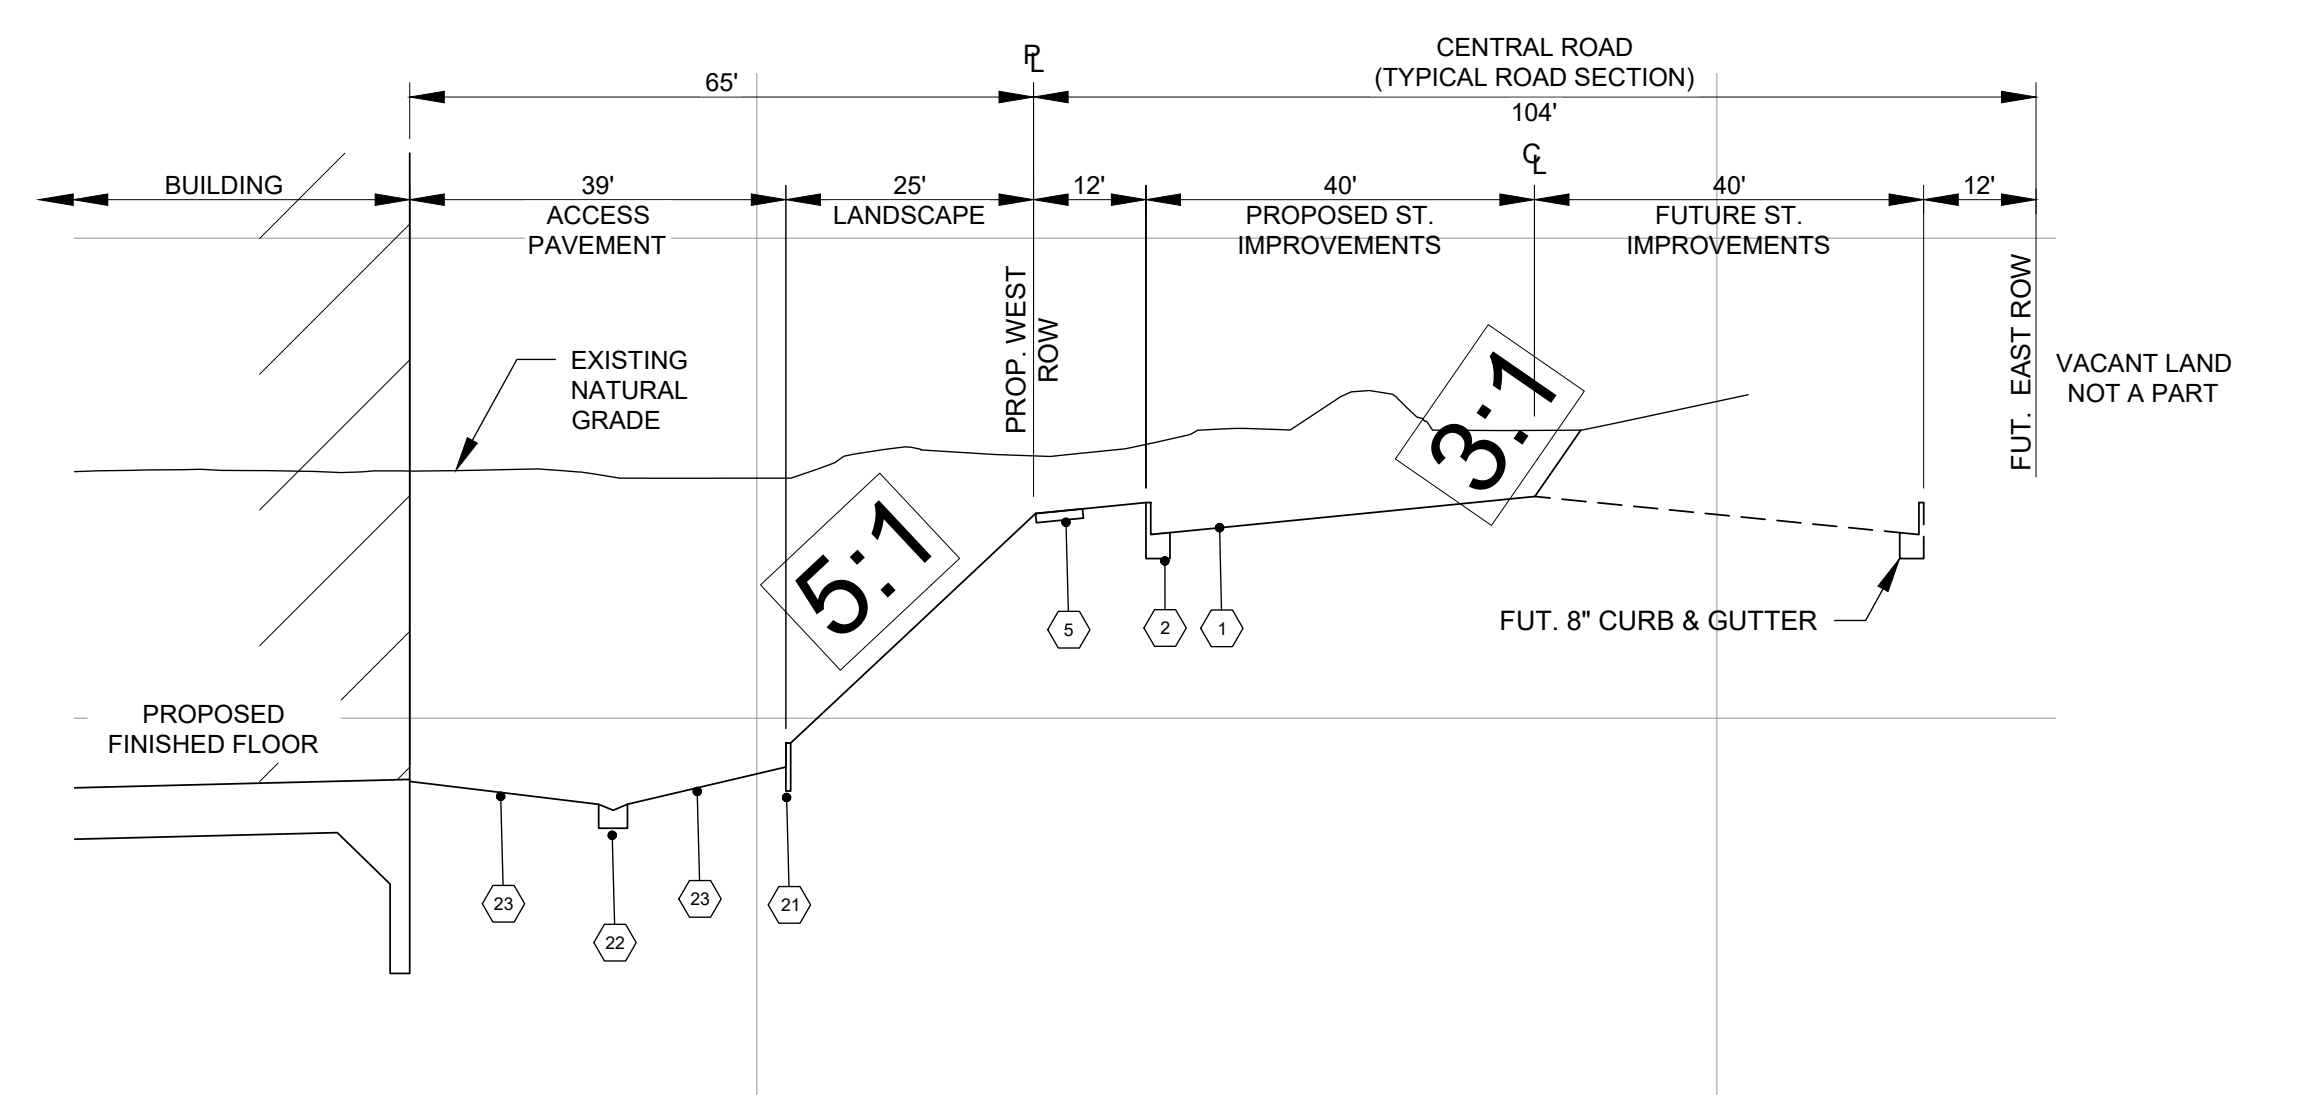 PL
CENTRAL ROAD
(TYPICAL ROAD SECTION)
65'
104'
CL
BUILDING
39'
ACCESS
PAVEMENT
25'
LANDSCAPE
12'
40'
PROPOSED ST.
IMPROVEMENTS
40'
FUTURE ST.
IMPROVEMENTS
12'
PROP. WEST
ROW
FUT. EAST ROW
EXISTING
NATURAL
GRADE
VACANT LAND
NOT A PART
3:1
5:1
5
2
1
FUT. 8" CURB & GUTTER
PROPOSED
FINISHED FLOOR
23
22
23
21